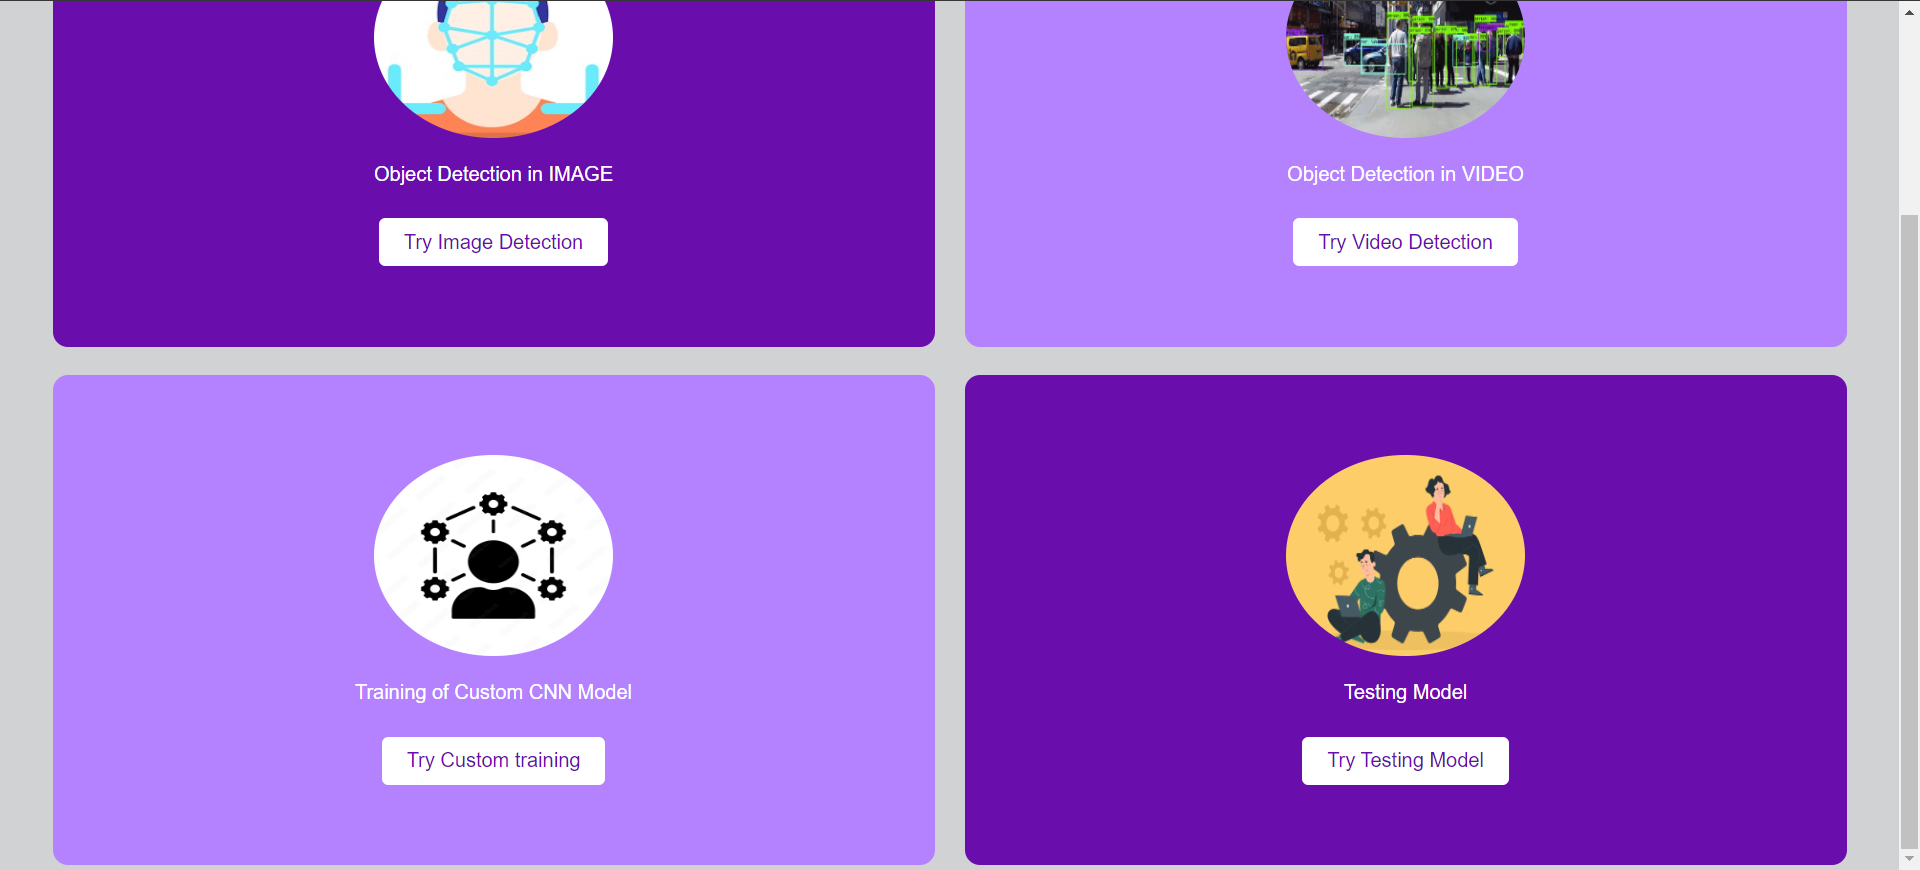 Object Detection in IMAGE
Try Image Detection
Object Detection in VIDEO
Try Video Detection
Training of Custom CNN Model
Try Custom training
Testing Model
Try Testing Model